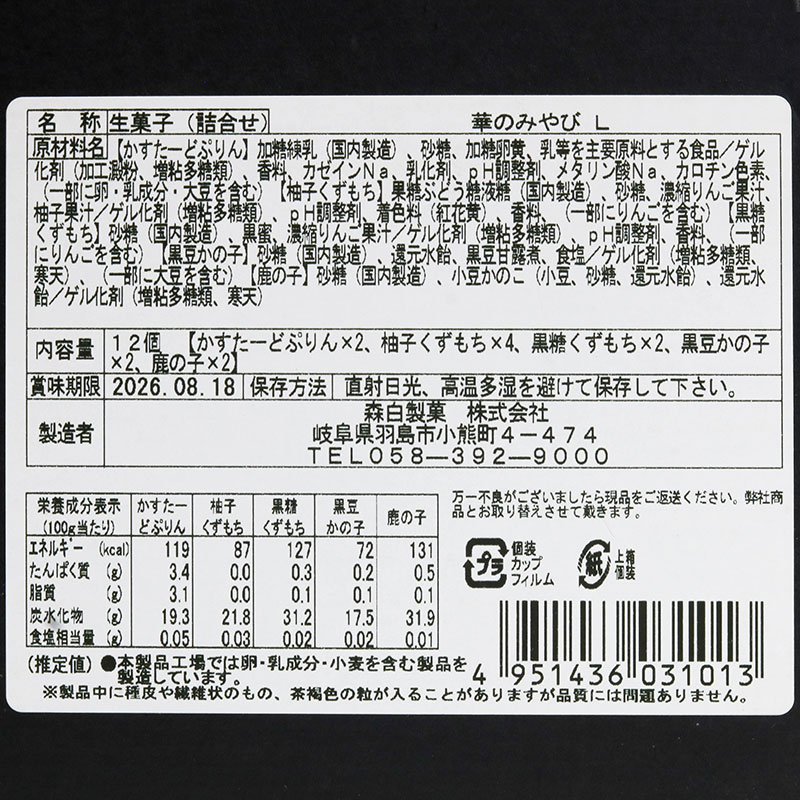 名 称 生菓子（詰合せ） 華のみやび L
原材料名 【かすたーどぷりん】加糖練乳（国内製造）、砂糖、加糖卵黄、乳等を主要原料とする食品／ゲル
化剤（加工澱粉、増粘多糖類）、香料、カゼインNa、乳化剤、pH調整剤、メタリン酸Na、カロチン色素、
（一部に卵・乳成分・大豆を含む）【柚子くずもち】果糖ぶどう糖液糖（国内製造）、砂糖、濃縮りんご果汁、
柚子果汁／ゲル化剤（増粘多糖類）、pH調整剤、着色料（紅花黄）、香料、（一部にりんごを含む）【黒糖
くずもち】砂糖（国内製造）、黒蜜、濃縮りんご果汁／ゲル化剤（増粘多糖類）、pH調整剤、香料、（一部
にりんごを含む）【黒豆かのこ】砂糖（国内製造）、還元水飴、黒豆甘露煮、食塩／ゲル化剤（増粘多糖類、
寒天）、（一部に大豆を含む）【鹿の子】砂糖（国内製造）、小豆かのこ（小豆、砂糖、還元水飴）、還元水
飴／ゲル化剤（増粘多糖類、寒天）
内容量 12個 【かすたーどぷりん×2、柚子くずもち×4、黒糖くずもち×2、黒豆かの子
×2、鹿の子×2】
賞味期限 2026.08.18 保存方法 直射日光、高温多湿を避けて保存して下さい。
製造者 森白製菓 株式会社
岐阜県羽島市小熊町4－474
TEL058―392―9000
栄養成分表示 (100g当たり) かすたーどぷりん 柚子くずもち 黒糖くずもち 黒豆かの子 鹿の子
エネルギー (kcal) 119 87 127 72 131
たんぱく質 (g) 3.4 0.0 0.3 0.2 0.5
脂質 (g) 3.1 0.0 0.1 0.1 0.1
炭水化物 (g) 19.3 21.8 31.2 17.5 31.9
食塩相当量 (g) 0.05 0.03 0.02 0.02 0.01
(推定値) ●本製品工場では卵・乳成分・小麦を含む製品を
製造しています。
※製品中に種皮や繊維状のもの、茶褐色の粒が入ることがありますが品質には問題ありません。
万一不良がございましたら現品をご返送ください。弊社商
品とお取り替えさせて戴きます。
プラ 個装
カップ
フィルム
紙 上箱
個装
4 951436 031013